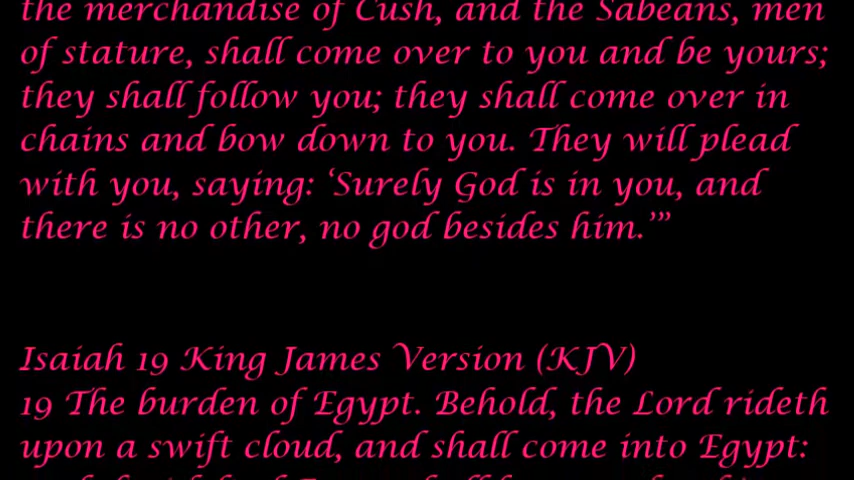 the merchandise of Cush, and the Sabeans, men
of stature, shall come over to you and be yours;
they shall follow you; they shall come over in
chains and bow down to you. They will plead
with you, saying: ‘Surely God is in you, and
there is no other, no god besides him.’”
Isaiah 19 King James Version (KJV)
19 The burden of Egypt. Behold, the Lord rideth
upon a swift cloud, and shall come into Egypt: